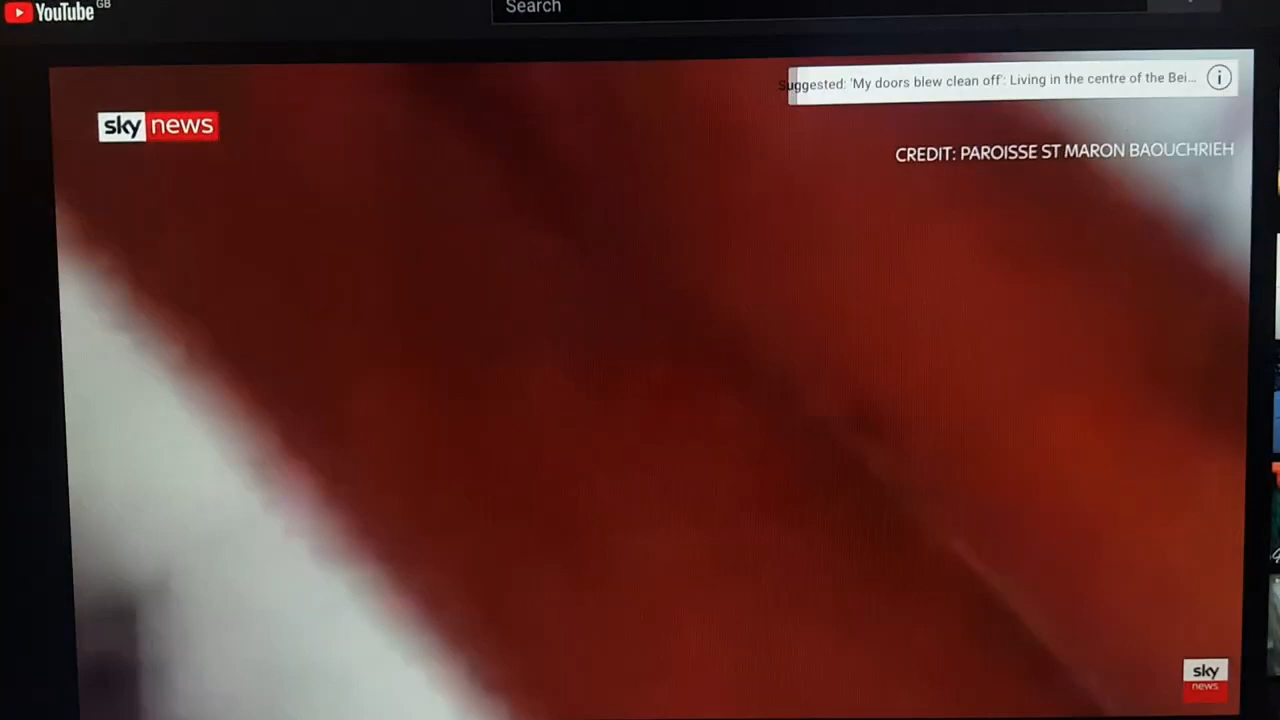 YouTube GB
Search
Suggested: 'My doors blew clean off': Living in the centre of the Bei...
sky news
CREDIT: PAROISSE ST MARON BAOUCHRIEH
sky
news